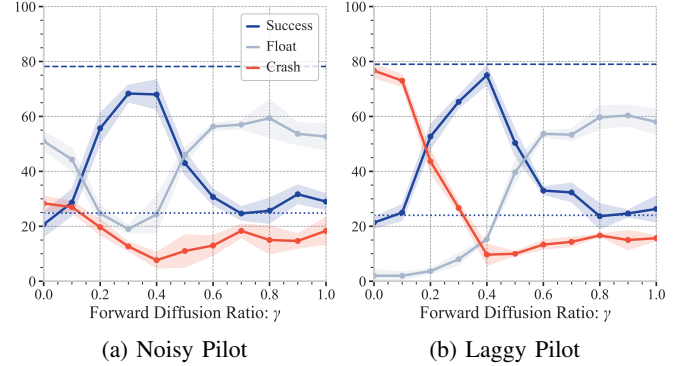 100
80
60
40
20
0
0.0 0.2 0.4 0.6 0.8 1.0
Forward Diffusion Ratio: γ
Success
Float
Crash
(a) Noisy Pilot
100
80
60
40
20
0
0.0 0.2 0.4 0.6 0.8 1.0
Forward Diffusion Ratio: γ
(b) Laggy Pilot